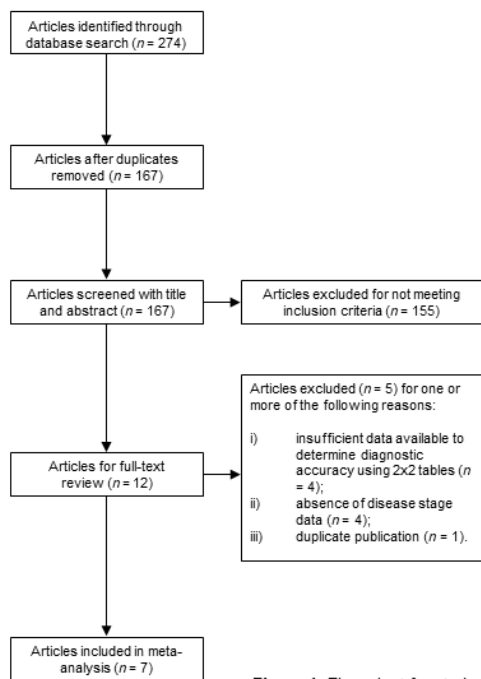 Articles identified through
database search (n = 274)
Articles after duplicates
removed (n = 167)
Articles screened with title
and abstract (n = 167)
Articles excluded for not meeting
inclusion criteria (n = 155)
Articles excluded (n = 5) for one or
more of the following reasons:
i) insufficient data available to
determine diagnostic
accuracy using 2x2 tables (n
= 4);
ii) absence of disease stage
data (n = 4);
iii) duplicate publication (n = 1).
Articles for full-text
review (n = 12)
Articles included in meta-
analysis (n = 7)